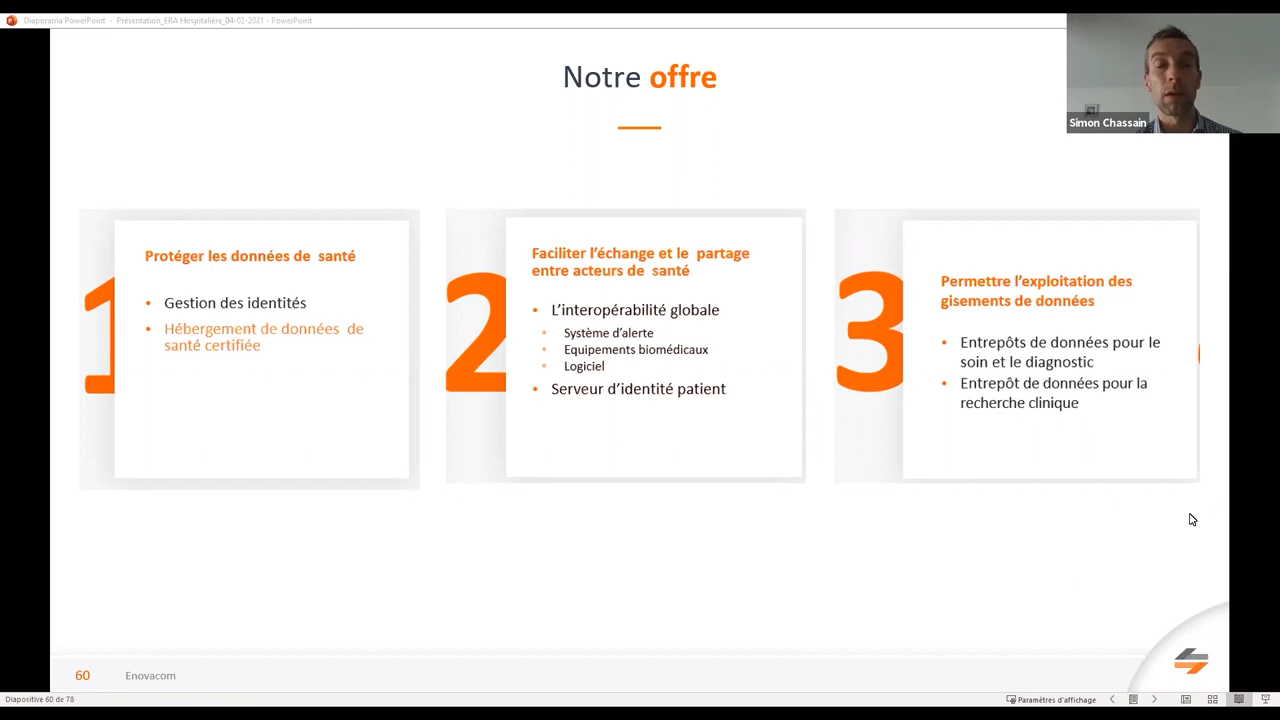 Diaporama PowerPoint - Présentation_ERA Hospitalière_04-02-2021 - PowerPoint
Notre offre
Simon Chassain
1
Protéger les données de santé
• Gestion des identités
• Hébergement de données de
santé certifiée
2
Faciliter l'échange et le partage
entre acteurs de santé
• L'interopérabilité globale
Système d'alerte
Equipements biomédicaux
Logiciel
• Serveur d'identité patient
3
Permettre l'exploitation des
gisements de données
• Entrepôts de données pour le
soin et le diagnostic
• Entrepôt de données pour la
recherche clinique
60 Enovacom
Diapositive 60 de 78
Paramètres d'affichage